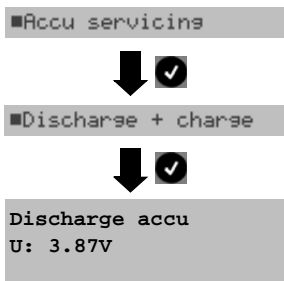 ■Accu servicing
■Discharge + charge
Discharge accu
U: 3.87V